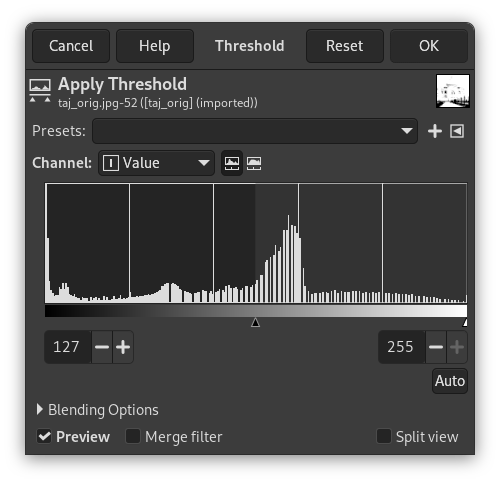 Cancel Help Threshold Reset OK
Apply Threshold
taj_orig.jpg-52 ([taj_orig] (imported))
Presets:
Channel: Value
127 255
Auto
Blending Options
Preview Merge filter Split view